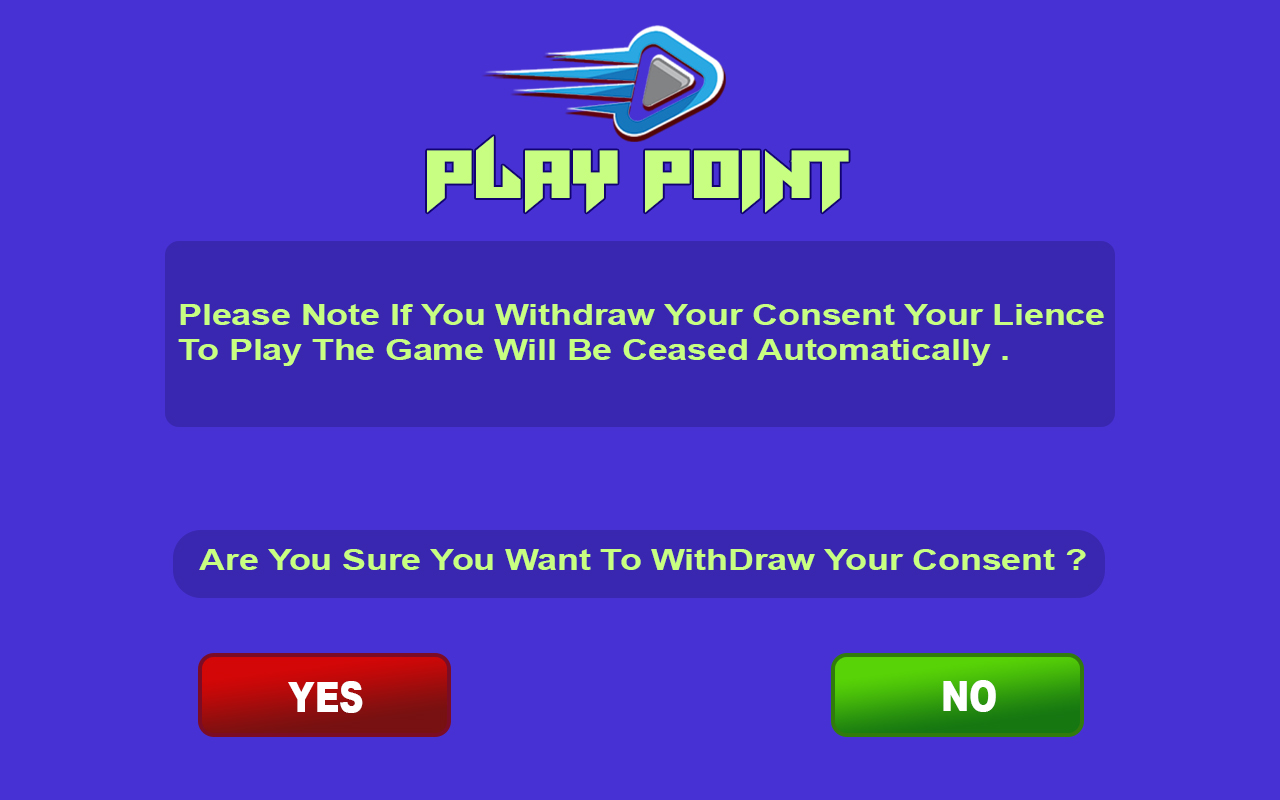 PLAY POINT
Please Note If You Withdraw Your Consent Your Lience
To Play The Game Will Be Ceased Automatically .
Are You Sure You Want To WithDraw Your Consent ?
YES
NO